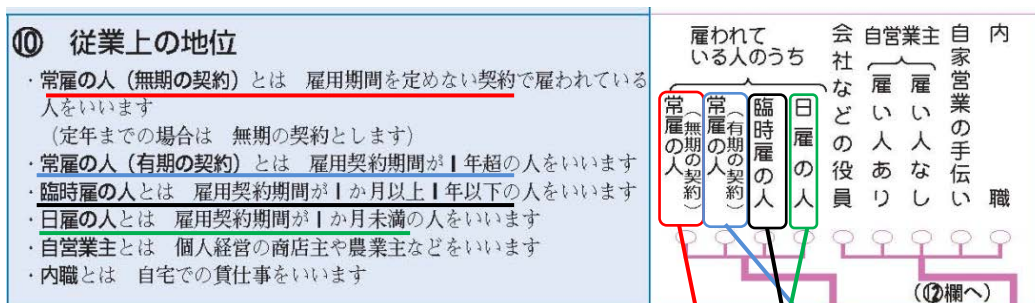 ⑩ 従業上の地位
・常雇の人（無期の契約）とは 雇用期間を定めない契約で雇われている
人をいいます
（定年までの場合は 無期の契約とします）
・常雇の人（有期の契約）とは 雇用契約期間が1年超の人をいいます
・臨時雇の人とは 雇用契約期間が1か月以上1年以下の人をいいます
・日雇の人とは 雇用契約期間が1か月未満の人をいいます
・自営業主とは 個人経営の商店主や農業主などをいいます
・内職とは 自宅での賃仕事をいいます
雇われて
いる人のうち
常雇の人（無期の契約）
常雇の人（有期の契約）
臨時雇の人
日雇の人
会社などの役員
自営業主
雇い人あり
雇い人なし
自家営業の手伝い
内職
（⑫欄へ）